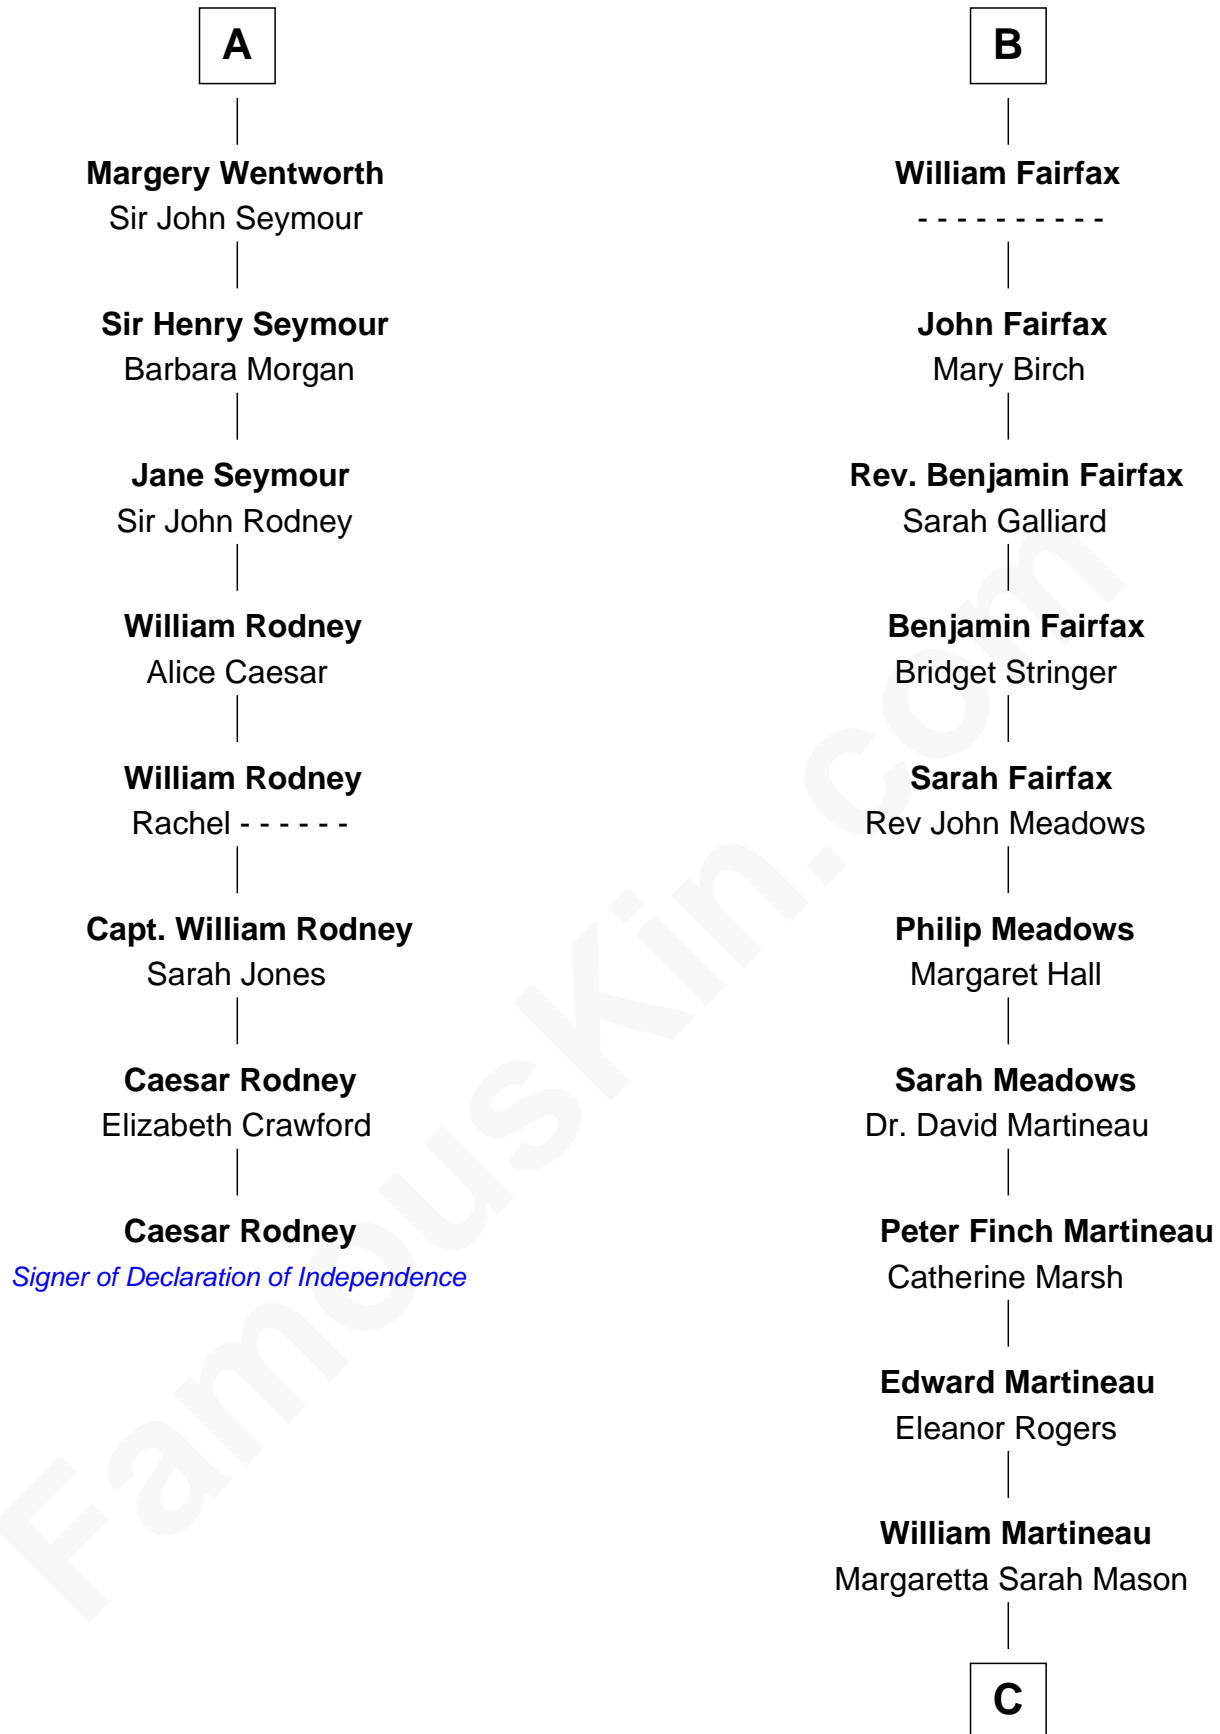 A
Margery Wentworth
Sir John Seymour
Sir Henry Seymour
Barbara Morgan
Jane Seymour
Sir John Rodney
William Rodney
Alice Caesar
William Rodney
Rachel - - - - - -
Capt. William Rodney
Sarah Jones
Caesar Rodney
Elizabeth Crawford
Caesar Rodney
Signer of Declaration of Independence
B
William Fairfax
- - - - - - - - - -
John Fairfax
Mary Birch
Rev. Benjamin Fairfax
Sarah Galliard
Benjamin Fairfax
Bridget Stringer
Sarah Fairfax
Rev John Meadows
Philip Meadows
Margaret Hall
Sarah Meadows
Dr. David Martineau
Peter Finch Martineau
Catherine Marsh
Edward Martineau
Eleanor Rogers
William Martineau
Margaretta Sarah Mason
C
FamousKin.com